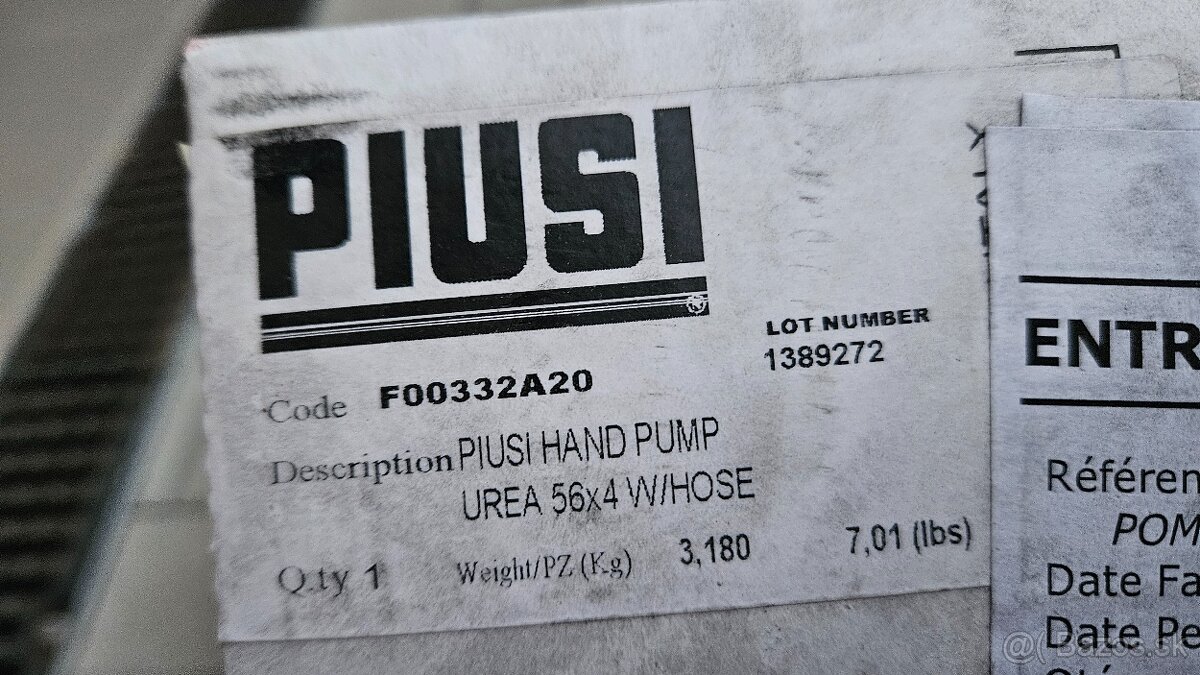 PIUSI
LOT NUMBER
1389272
Code F00332A20
Description PIUSI HAND PUMP
UREA 56x4 W/HOSE
Q.ty 1 Weight/PZ (Kg) 3,180 7,01 (lbs)
ENTR
Référen
POM
Date Fa
Date Pe
@(Bazos.sk